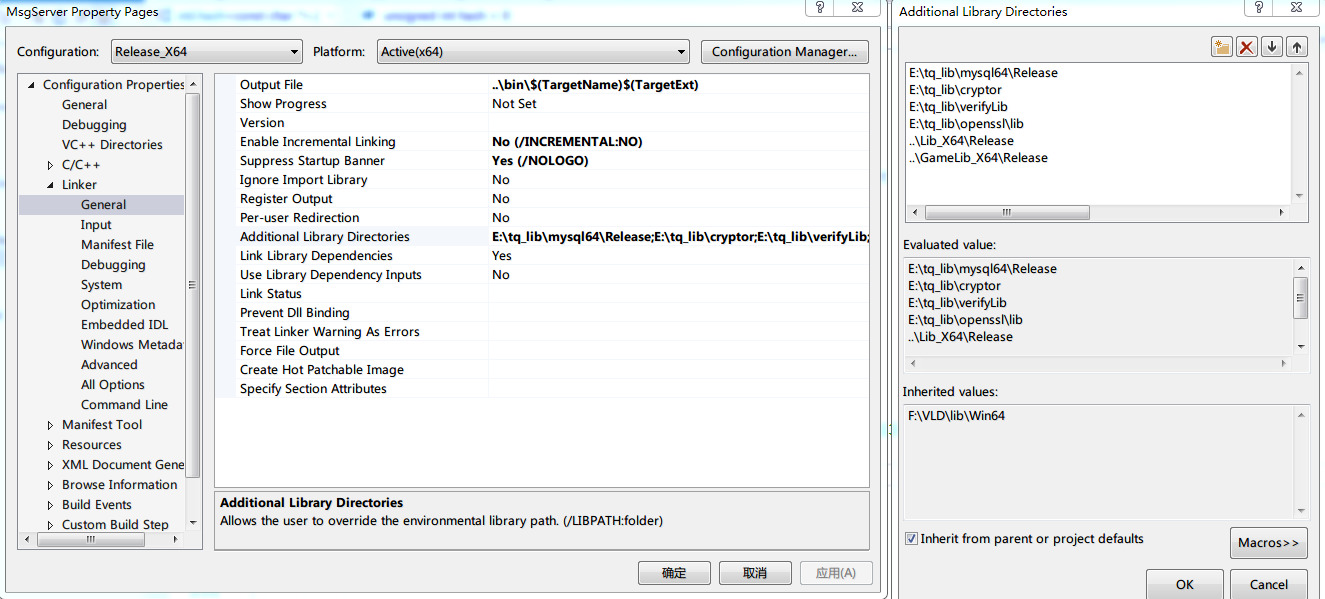 MsgServer Property Pages
Configuration: Release_X64 Platform: Active(x64) Configuration Manager...
Configuration Properties
General
Debugging
VC++ Directories
C/C++
Linker
General
Input
Manifest File
Debugging
System
Optimization
Embedded IDL
Windows Metada
Advanced
All Options
Command Line
Manifest Tool
Resources
XML Document Gene
Browse Information
Build Events
Custom Build Step
Output File ..\bin\$(TargetName)$(TargetExt)
Show Progress Not Set
Version
Enable Incremental Linking No (/INCREMENTAL:NO)
Suppress Startup Banner Yes (/NOLOGO)
Ignore Import Library No
Register Output No
Per-user Redirection No
Additional Library Directories E:\tq_lib\mysql64\Release;E:\tq_lib\cryptor;E:\tq_lib\verifyLib;
Link Library Dependencies Yes
Use Library Dependency Inputs No
Link Status
Prevent Dll Binding
Treat Linker Warning As Errors
Force File Output
Create Hot Patchable Image
Specify Section Attributes
Additional Library Directories
Allows the user to override the environmental library path. (/LIBPATH:folder)
确定 取消 应用(A)
Additional Library Directories
E:\tq_lib\mysql64\Release
E:\tq_lib\cryptor
E:\tq_lib\verifyLib
E:\tq_lib\openssl\lib
..\Lib_X64\Release
..\GameLib_X64\Release
Evaluated value:
E:\tq_lib\mysql64\Release
E:\tq_lib\cryptor
E:\tq_lib\verifyLib
E:\tq_lib\openssl\lib
..\Lib_X64\Release
Inherited values:
F:\VLD\lib\Win64
Inherit from parent or project defaults
Macros>>
OK Cancel